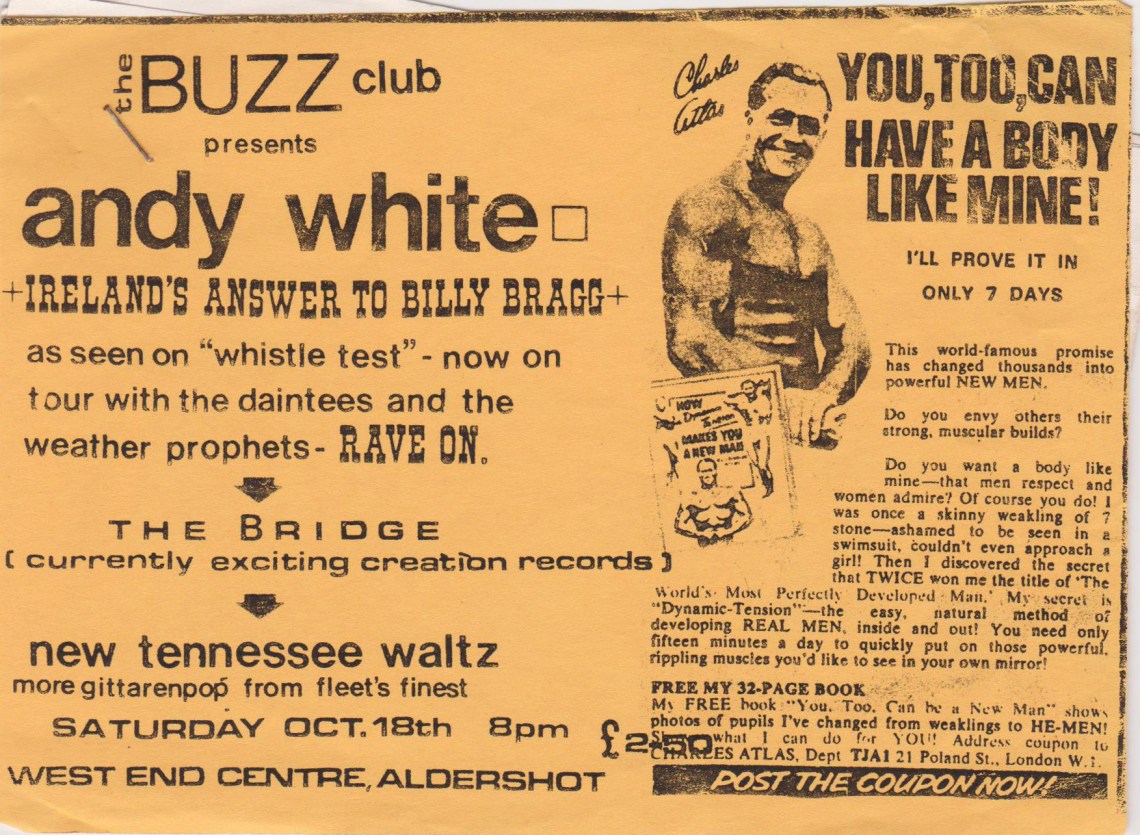 the BUZZ club
presents
andy white
+IRELAND'S ANSWER TO BILLY BRAGG+
as seen on "whistle test" - now on
tour with the daintees and the
weather prophets - RAVE ON.
THE BRIDGE
( currently exciting creation records )
new tennessee waltz
more gittarenpop from fleet's finest
SATURDAY OCT. 18th 8pm £2-50
WEST END CENTRE, ALDERSHOT
Charles
Atlas
YOU, TOO, CAN
HAVE A BODY
LIKE MINE!
I'LL PROVE IT IN
ONLY 7 DAYS
HOW
Dynamic
Tension
MAKES YOU
A NEW MAN
This world-famous promise
has changed thousands into
powerful NEW MEN.
Do you envy others their
strong, muscular builds?
Do you want a body like
mine—that men respect and
women admire? Of course you do! I
was once a skinny weakling of 7
stone—ashamed to be seen in a
swimsuit, couldn't even approach a
girl! Then I discovered the secret
that TWICE won me the title of 'The
World's Most Perfectly Developed Man.' My secret is
"Dynamic-Tension"—the easy, natural method of
developing REAL MEN, inside and out! You need only
fifteen minutes a day to quickly put on those powerful,
rippling muscles you'd like to see in your own mirror!
FREE MY 32-PAGE BOOK
My FREE book "You, Too, Can be a New Man" shows
photos of pupils I've changed from weaklings to HE-MEN!
what I can do for YOU! Address coupon to
CHARLES ATLAS, Dept TJA1 21 Poland St., London W.1.
POST THE COUPON NOW!